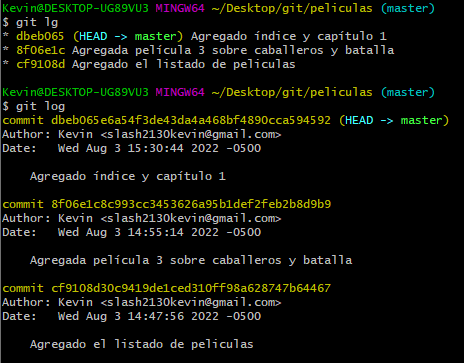 Kevin@DESKTOP-UG89VU3 MINGW64 ~/Desktop/git/peliculas (master)
$ git lg
* dbeb065 (HEAD -> master) Agregado índice y capítulo 1
* 8f06e1c Agregada película 3 sobre caballeros y batalla
* cf9108d Agregado el listado de peliculas
Kevin@DESKTOP-UG89VU3 MINGW64 ~/Desktop/git/peliculas (master)
$ git log
commit dbeb065e6a54f3de43da4a468bf4890cca594592 (HEAD -> master)
Author: Kevin <slash2130kevin@gmail.com>
Date:   Wed Aug 3 15:30:44 2022 -0500
Agregado índice y capítulo 1
commit 8f06e1c8c993cc3453626a95b1def2feb2b8d9b9
Author: Kevin <slash2130kevin@gmail.com>
Date:   Wed Aug 3 14:55:14 2022 -0500
Agregada película 3 sobre caballeros y batalla
commit cf9108d30c9419de1ced310ff98a628747b64467
Author: Kevin <slash2130kevin@gmail.com>
Date:   Wed Aug 3 14:47:56 2022 -0500
Agregado el listado de peliculas